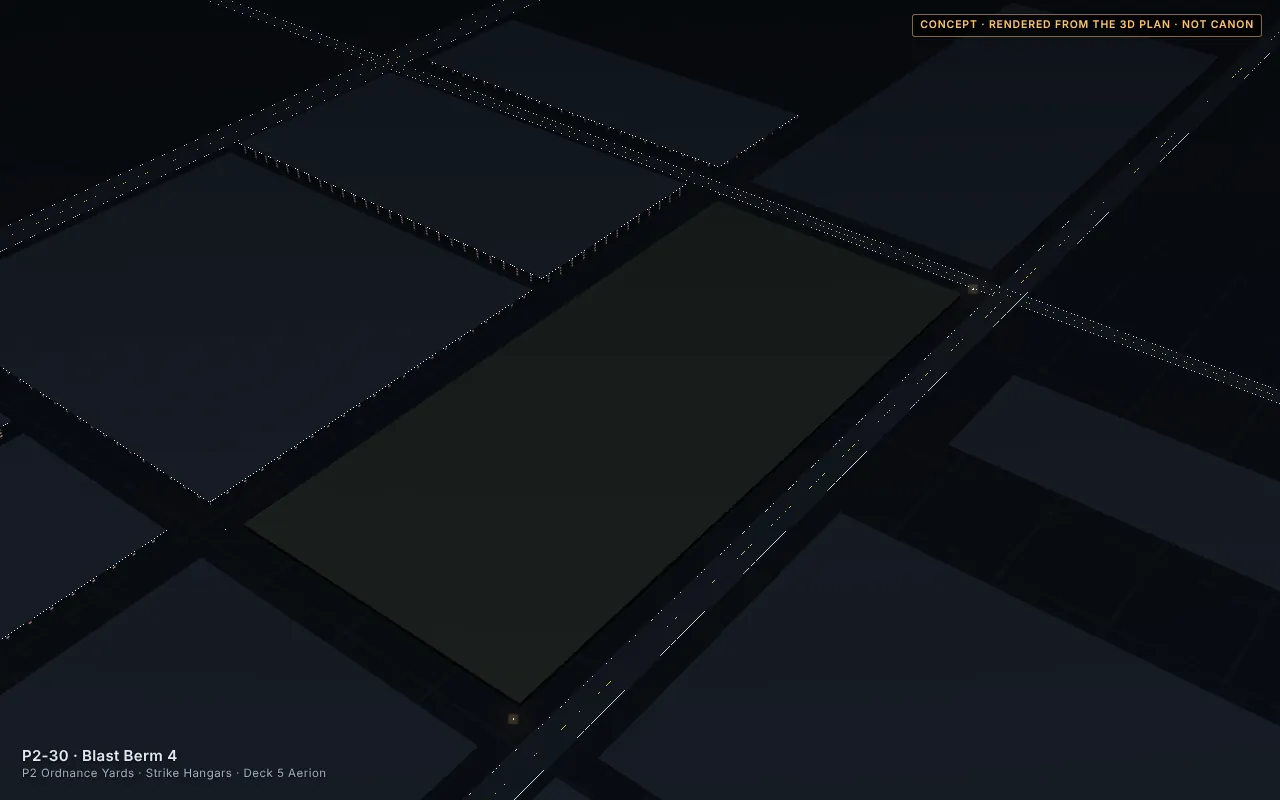 CONCEPT · RENDERED FROM THE 3D PLAN · NOT CANON
P2-30 · Blast Berm 4
P2 Ordnance Yards · Strike Hangars · Deck 5 Aerion